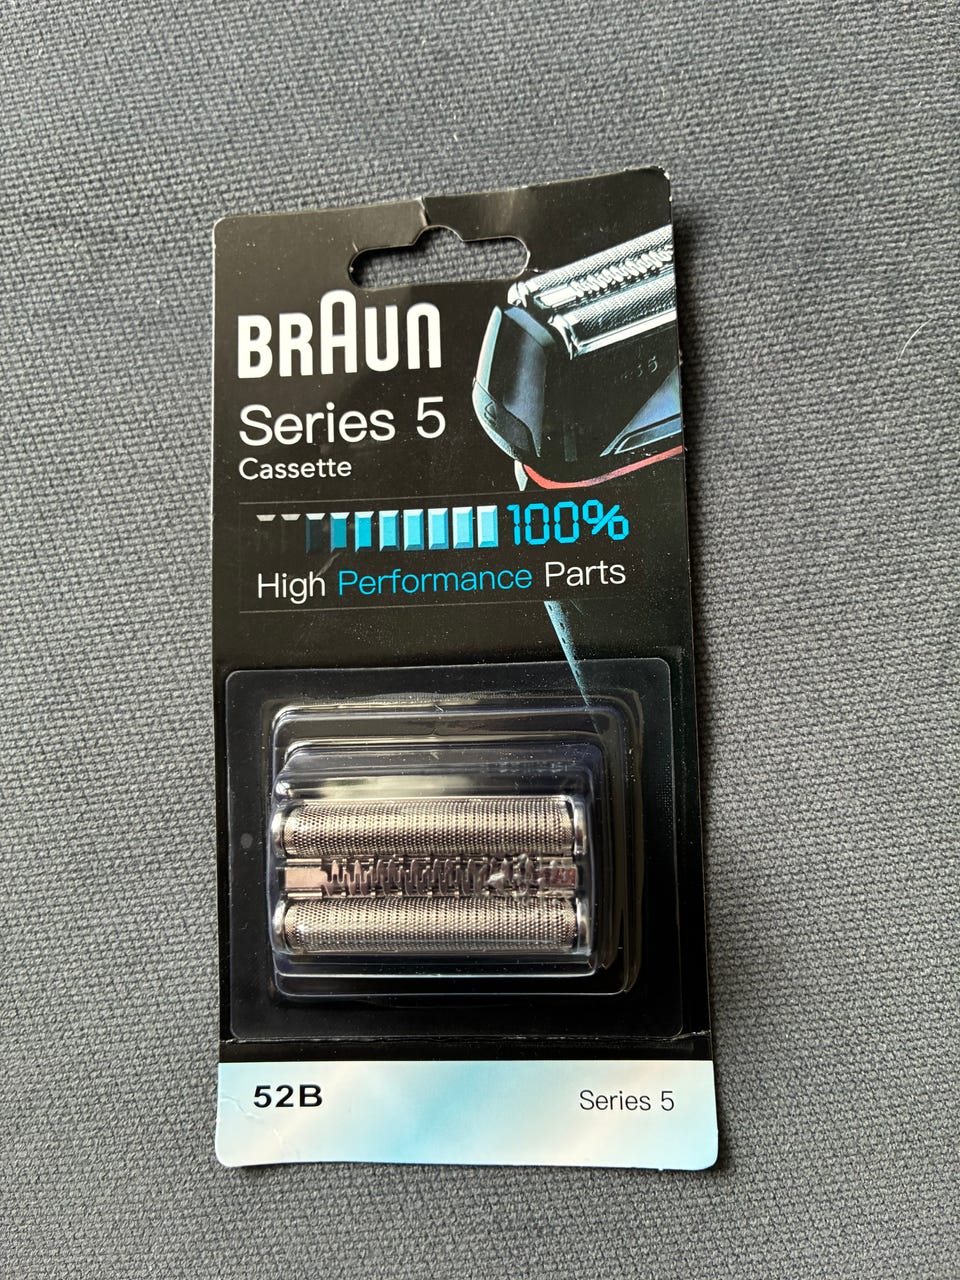 BRAUN
Series 5
Cassette
100%
High Performance Parts
52B
Series 5